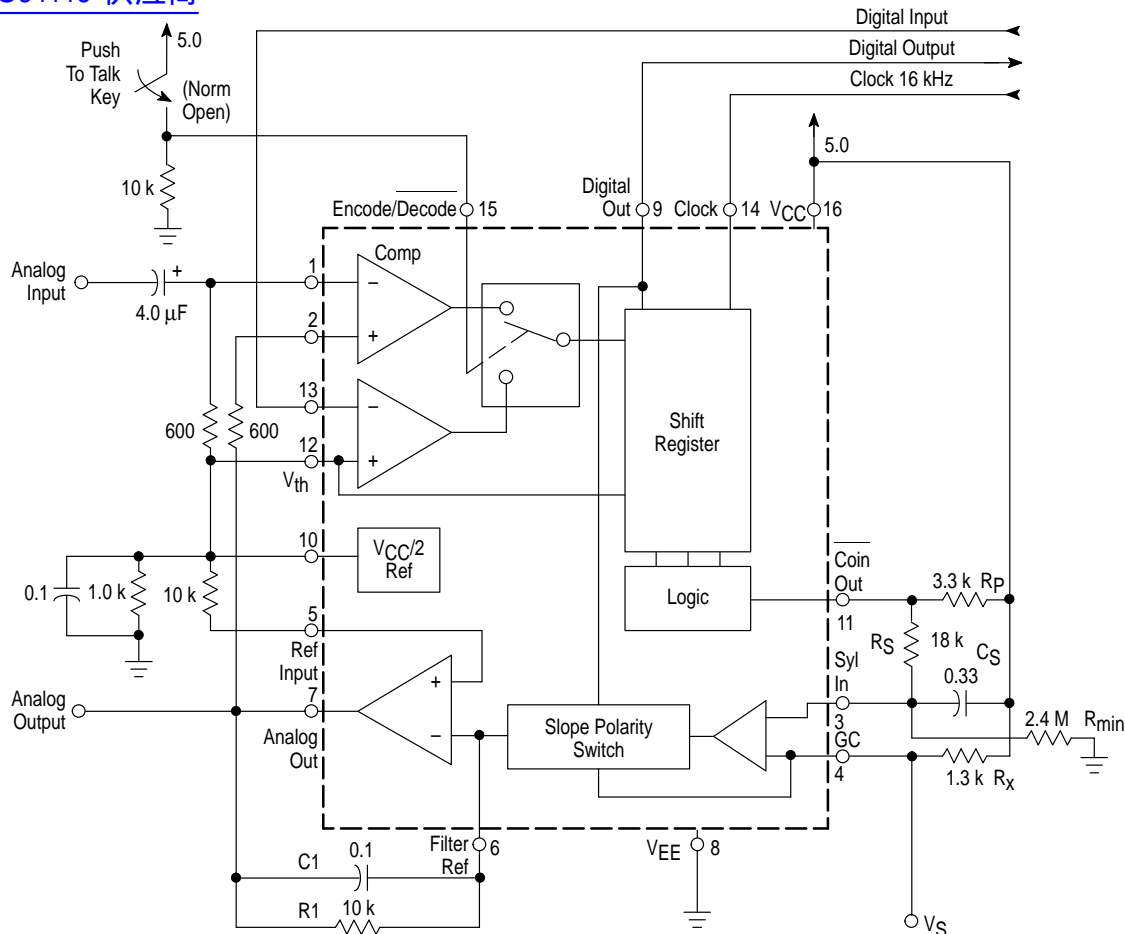 Digital Input
Digital Output
Clock 16 kHz
Push
To Talk
Key
5.0
(Norm
Open)
10 k
5.0
Encode/Decode
15
Digital
Out
9
Clock
14
VCC
16
Analog
Input
+
4.0 µF
1
2
13
12
Vth
Comp
−
+
−
+
600
600
Shift
Register
10
VCC/2
Ref
0.1
1.0 k
10 k
5
Ref
Input
Logic
Coin
Out
11
3.3 k RP
RS
18 k
CS
0.33
Syl
In
3
GC
4
2.4 M Rmin
1.3 k Rx
Analog
Output
7
Analog
Out
+
−
Slope Polarity
Switch
Filter
Ref
6
VEE
8
C1
0.1
R1
10 k
VS